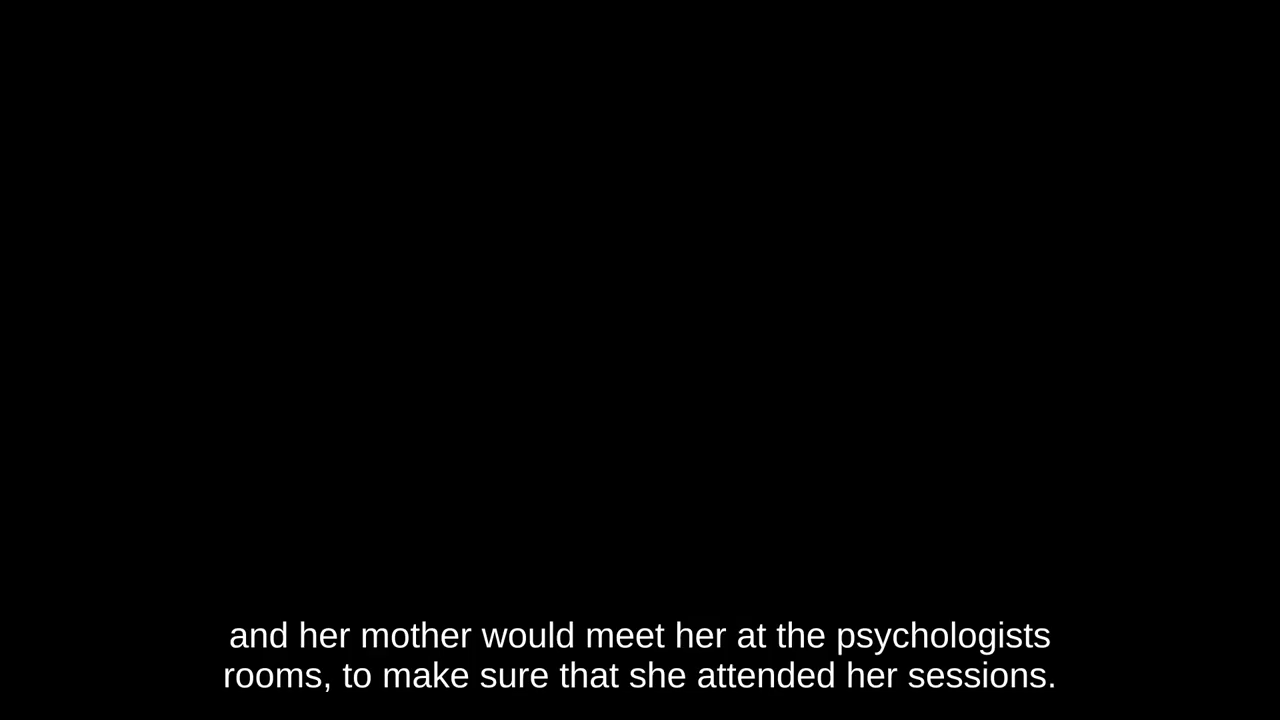 and her mother would meet her at the psychologists
rooms, to make sure that she attended her sessions.